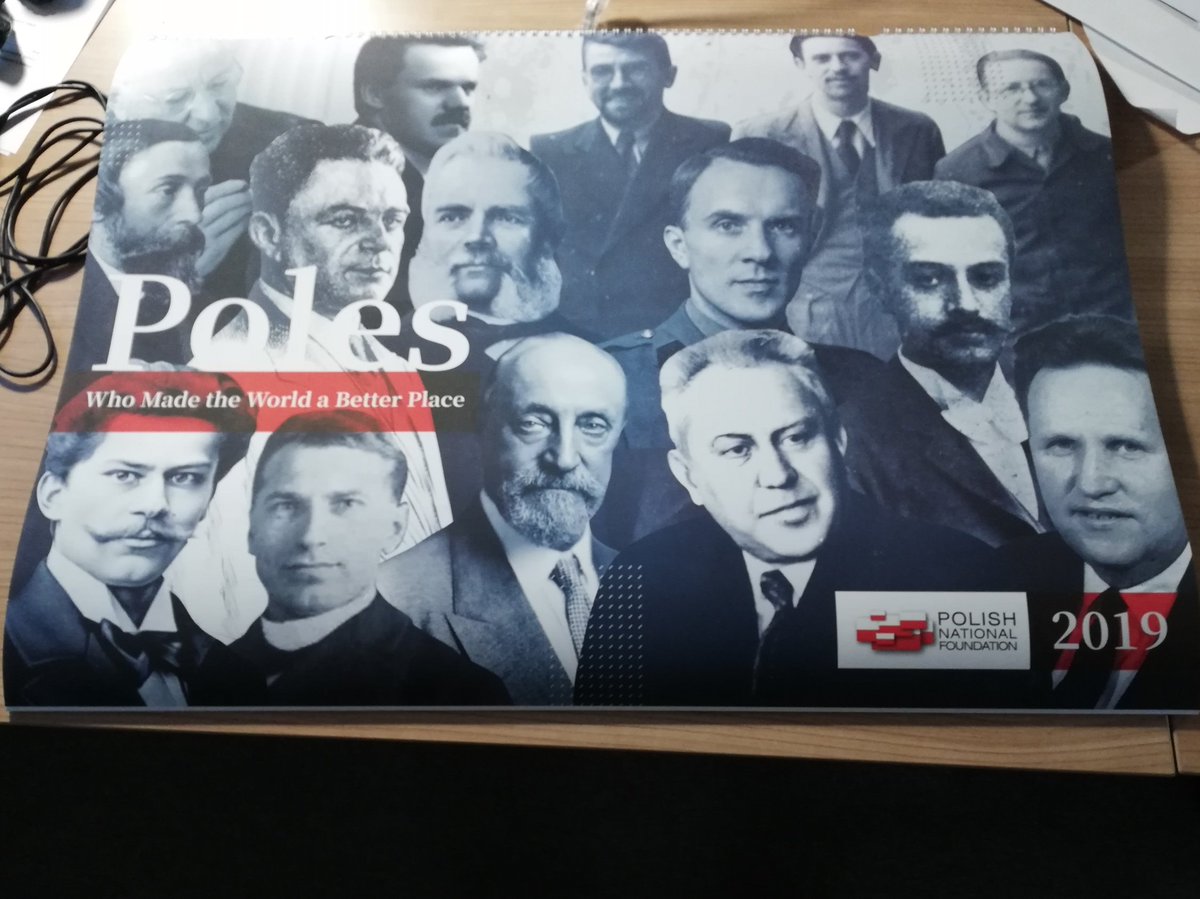 Poles
Who Made the World a Better Place
POLISH
NATIONAL
FOUNDATION
2019